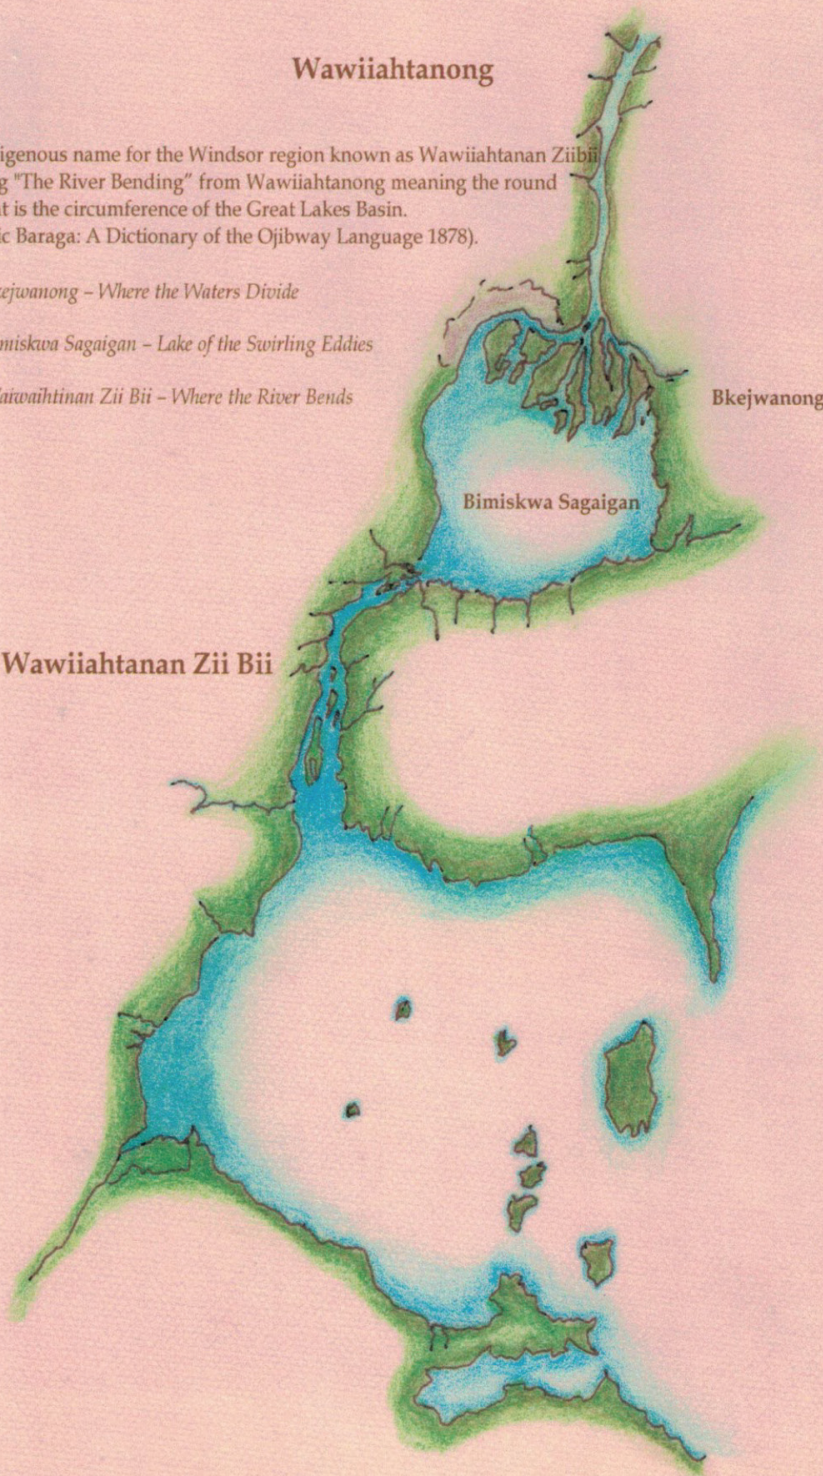 Wawiiahtanong
igenous name for the Windsor region known as Wawiiahtanan Ziibii
g "The River Bending” from Wawiiahtanong meaning the round
t is the circumference of the Great Lakes Basin.
ic Baraga: A Dictionary of the Ojibway Language 1878).
ejwanong – Where the Waters Divide
miskwa Sagaigan – Lake of the Swirling Eddies
aiwaihtinan Zii Bii – Where the River Bends
Bkejwanong
Bimiskwa Sagaigan
Wawiiahtanan Zii Bii